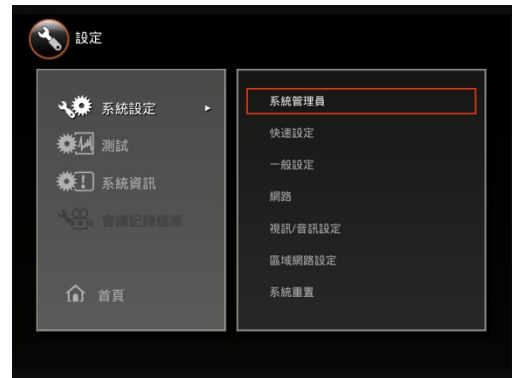 設定
系統設定
測試
系統資訊
會議記錄檔案
首頁
系統管理員
快速設定
一般設定
網路
視訊/音訊設定
區域網路設定
系統重置